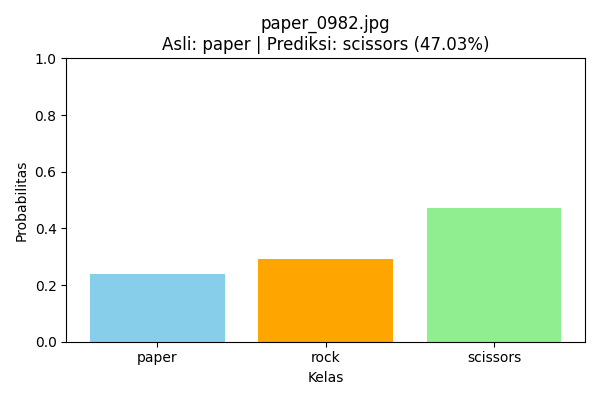 paper_0982.jpg
Asli: paper | Prediksi: scissors (47.03%)
1.0
0.8
0.6
0.4
0.2
0.0
Probabilitas
paper rock scissors
Kelas